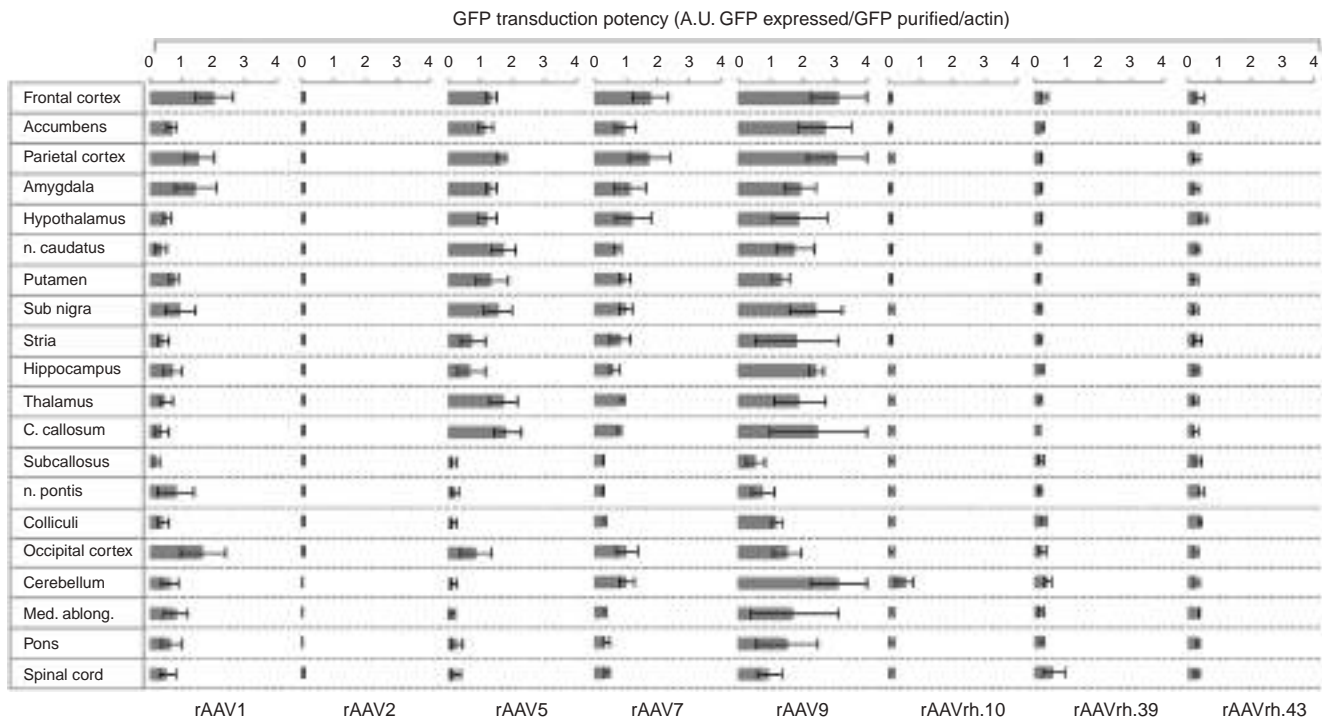 GFP transduction potency (A.U. GFP expressed/GFP purified/actin)
0 1 2 3 4 0 1 2 3 4 0 1 2 3 4 0 1 2 3 4 0 1 2 3 4 0 1 2 3 4 0 1 2 3 4 0 1 2 3 4
Frontal cortex
Accumbens
Parietal cortex
Amygdala
Hypothalamus
n. caudatus
Putamen
Sub nigra
Stria
Hippocampus
Thalamus
C. callosum
Subcallosus
n. pontis
Colliculi
Occipital cortex
Cerebellum
Med. ablong.
Pons
Spinal cord
rAAV1 rAAV2 rAAV5 rAAV7 rAAV9 rAAVrh.10 rAAVrh.39 rAAVrh.43